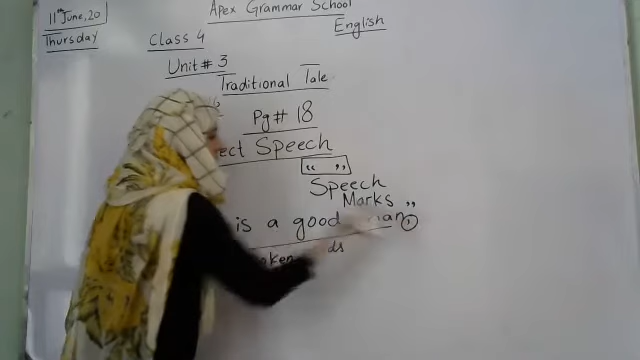 11th June, 20
Apex Grammar School
Thursday
English
Class 4
Unit # 3
Traditional Tale
Pg # 18
Speech
“ ”
Speech
Marks ”
is a good